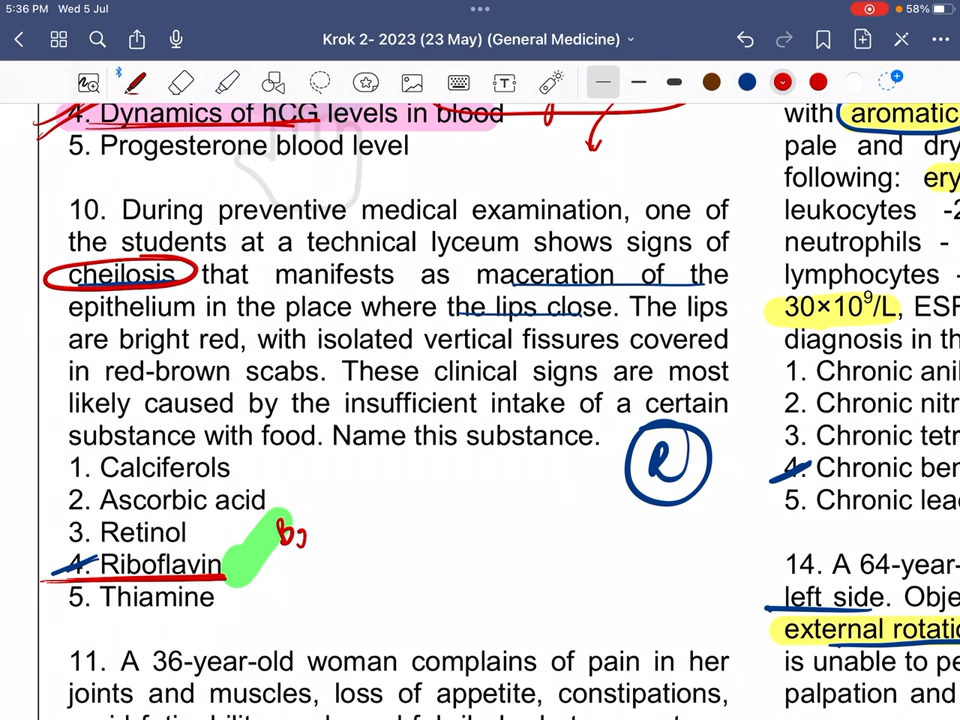 5:36 PM Wed 5 Jul
58%
Krok 2- 2023 (23 May) (General Medicine)
4. Dynamics of hCG levels in blood
5. Progesterone blood level
10. During preventive medical examination, one of
the students at a technical lyceum shows signs of
cheilosis that manifests as maceration of the
epithelium in the place where the lips close. The lips
are bright red, with isolated vertical fissures covered
in red-brown scabs. These clinical signs are most
likely caused by the insufficient intake of a certain
substance with food. Name this substance.
R
1. Calciferols
2. Ascorbic acid
3. Retinol
4. Riboflavin
5. Thiamine
11. A 36-year-old woman complains of pain in her
joints and muscles, loss of appetite, constipations,
with aromatic
pale and dry
following: ery
leukocytes -2
neutrophils -
lymphocytes -
30×10⁹/L, ESR
diagnosis in th
1. Chronic anil
2. Chronic nitr
3. Chronic tetr
4. Chronic ben
5. Chronic lead
14. A 64-year-
left side. Obje
external rotatio
is unable to pe
palpation and